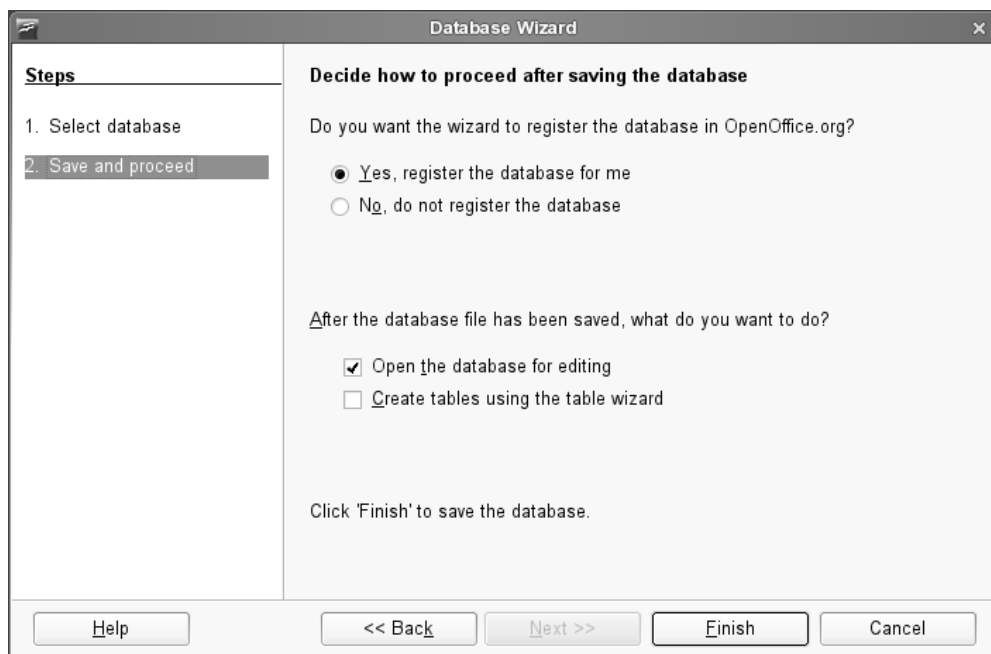 Database Wizard
Steps
1. Select database
2. Save and proceed
Decide how to proceed after saving the database
Do you want the wizard to register the database in OpenOffice.org?
Yes, register the database for me
No, do not register the database
After the database file has been saved, what do you want to do?
Open the database for editing
Create tables using the table wizard
Click 'Finish' to save the database.
Help
<< Back
Next >>
Finish
Cancel